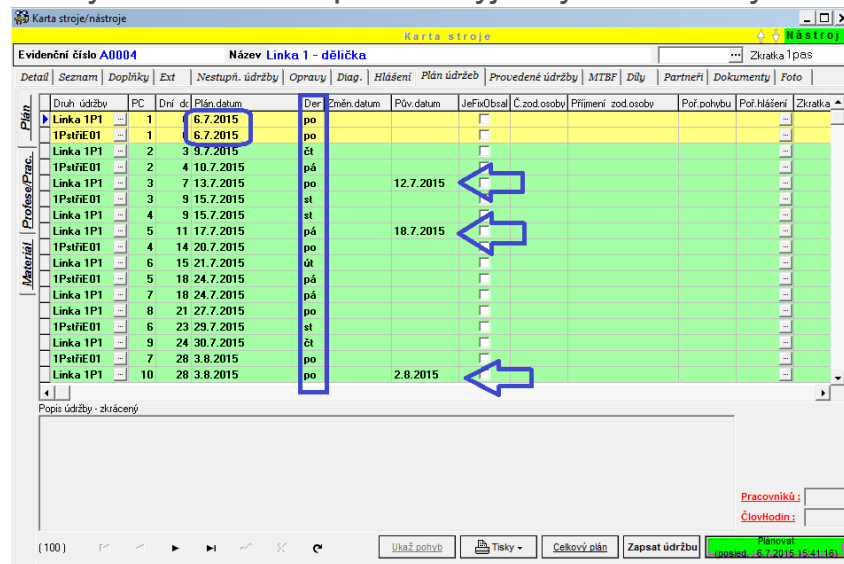 Karta stroje/nástroje
Karta stroje
Nástroj
Evidenční číslo A0004 Název Linka 1 - dělička ... Zkratka 1pas
Detail Seznam Doplňky Ext Nestupň. údržby Opravy Diag. Hlášení Plán údržeb Provedené údržby MTBF Díly Partneři Dokumenty Foto
Plán
Profese/Prac.
Materiál
Druh údržby PC Dní do Plán.datum Der Změn.datum Pův.datum JeFixObsah Č.zod.osoby Příjmení zod.osoby Poř.pohybu Poř.hlášení Zkratka
Linka 1P1 ... 1 6.7.2015 po ...
1PstřiE01 ... 1 6.7.2015 po ...
Linka 1P1 ... 2 3 9.7.2015 čt ...
1PstřiE01 ... 2 4 10.7.2015 pá ...
Linka 1P1 ... 3 7 13.7.2015 po 12.7.2015 ...
1PstřiE01 ... 3 9 15.7.2015 st ...
Linka 1P1 ... 4 9 15.7.2015 st ...
Linka 1P1 ... 5 11 17.7.2015 pá 18.7.2015 ...
1PstřiE01 ... 4 14 20.7.2015 po ...
Linka 1P1 ... 6 15 21.7.2015 út ...
1PstřiE01 ... 5 18 24.7.2015 pá ...
Linka 1P1 ... 7 18 24.7.2015 pá ...
Linka 1P1 ... 8 21 27.7.2015 po ...
1PstřiE01 ... 6 23 29.7.2015 st ...
Linka 1P1 ... 9 24 30.7.2015 čt ...
1PstřiE01 ... 7 28 3.8.2015 po ...
Linka 1P1 ... 10 28 3.8.2015 po 2.8.2015 ...
Popis údržby - zkrácený
Pracovníků :
ČlovHodin :
(100) Ukaž pohyb Tisky Celkový plán Zapsat údržbu Plánovat
(posled. : 6.7.2015 15:41:16)